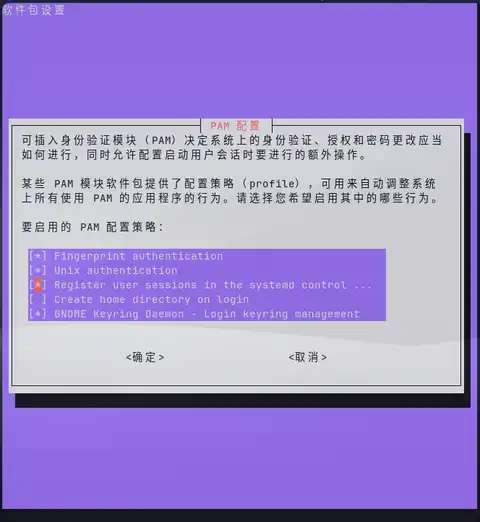 软件包设置
PAM 配置
可插入身份验证模块（PAM）决定系统上的身份验证、授权和密码更改应当
如何进行，同时允许配置启动用户会话时要进行的额外操作。
某些 PAM 模块软件包提供了配置策略（profile），可用来自动调整系统
上所有使用 PAM 的应用程序的行为。请选择您希望启用其中的哪些行为。
要启用的 PAM 配置策略：
[*] Fingerprint authentication
[*] Unix authentication
[*] Register user sessions in the systemd control ...
[ ] Create home directory on login
[*] GNOME Keyring Daemon - Login keyring management
<确定>
<取消>